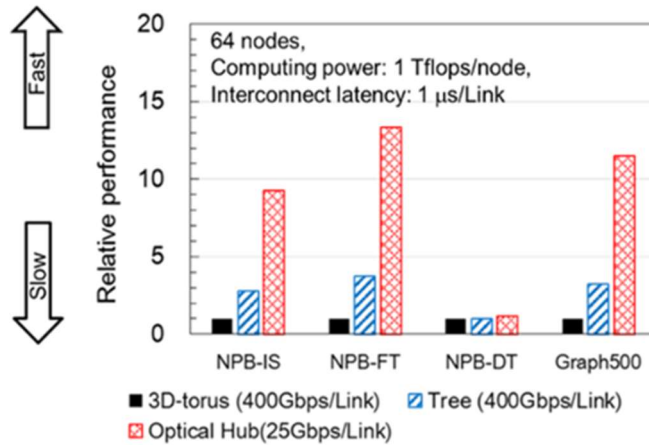 Fast
Slow
Relative performance
20
15
10
5
0
64 nodes,
Computing power: 1 Tflops/node,
Interconnect latency: 1 μs/Link
NPB-IS NPB-FT NPB-DT Graph500
3D-torus (400Gbps/Link) Tree (400Gbps/Link)
Optical Hub(25Gbps/Link)